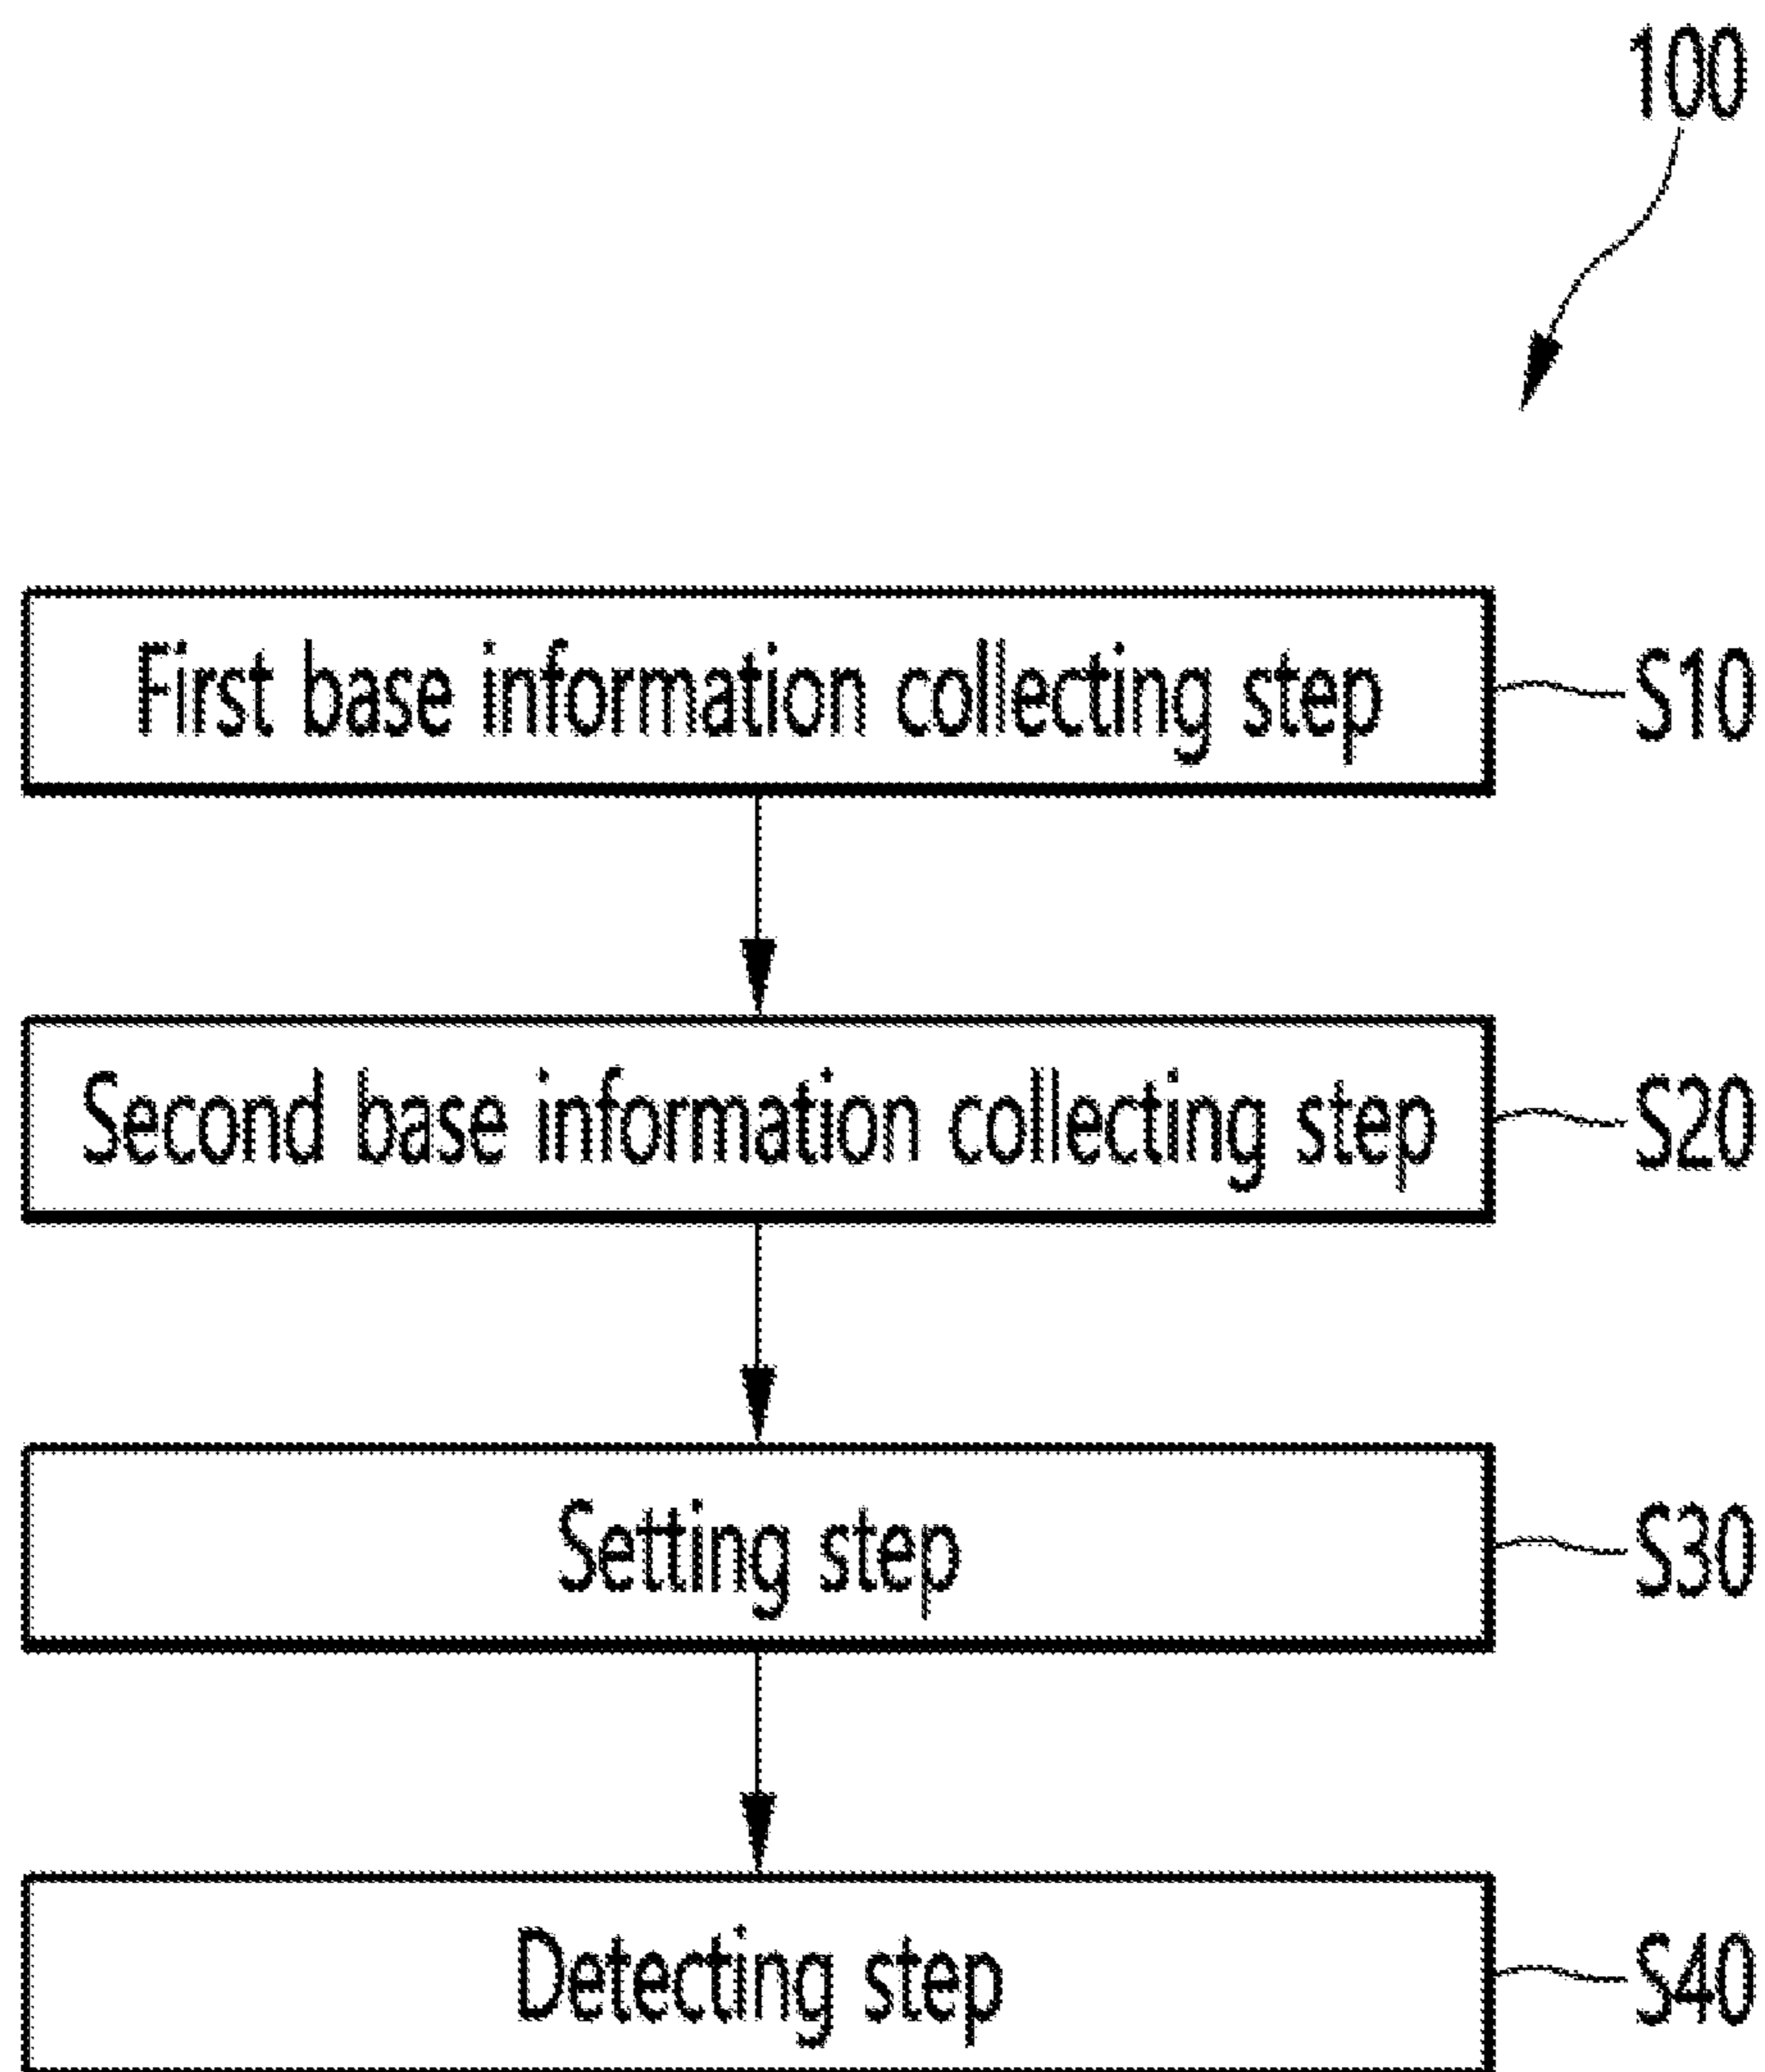 100
First base information collecting step
S10
Second base information collecting step
S20
Setting step
S30
Detecting step
S40